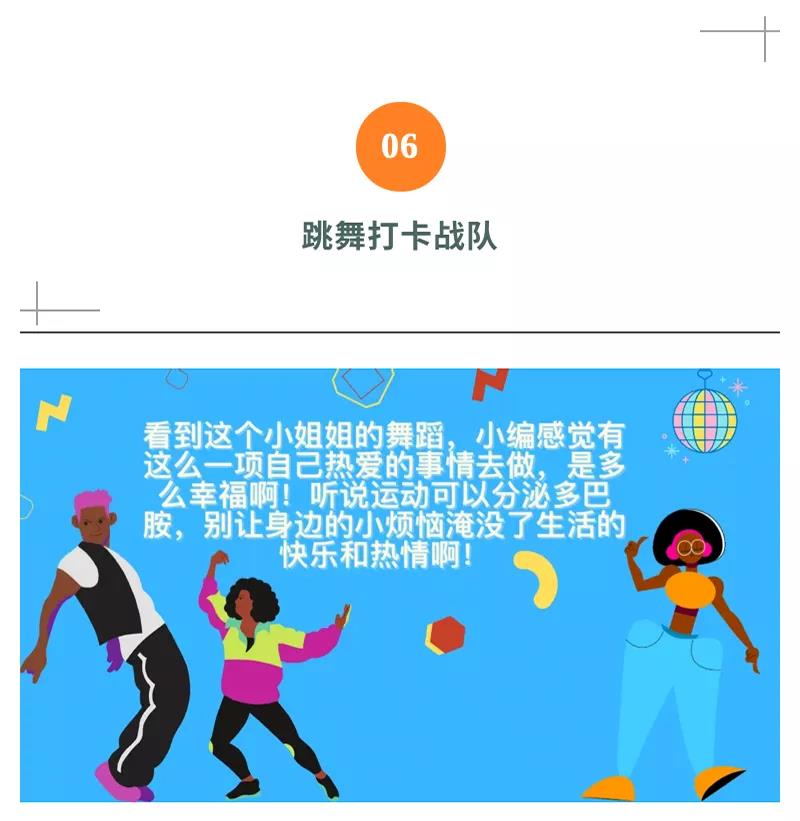 06
跳舞打卡战队
看到这个小姐姐的舞蹈，小编感觉有
这么一项自己热爱的事情去做，是多
么幸福啊！听说运动可以分泌多巴
胺，别让身边的小烦恼淹没了生活的
快乐和热情啊！